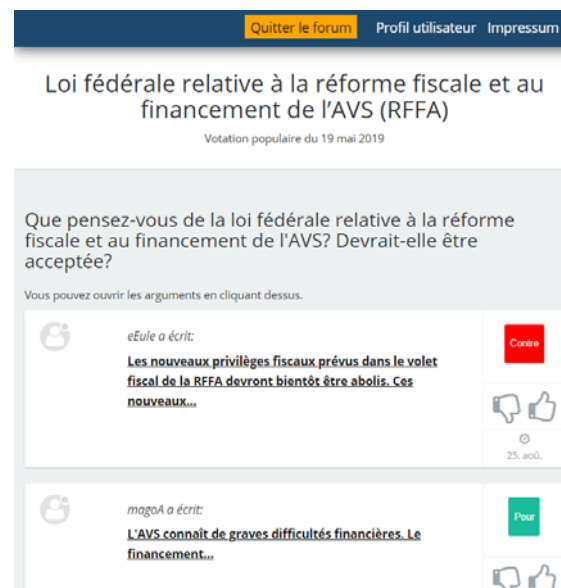 Quitter le forum Profil utilisateur Impressum
Loi fédérale relative à la réforme fiscale et au
financement de l’AVS (RFFA)
Votation populaire du 19 mai 2019
Que pensez-vous de la loi fédérale relative à la réforme
fiscale et au financement de l'AVS? Devrait-elle être
acceptée?
Vous pouvez ouvrir les arguments en cliquant dessus.
eEule a écrit:
Contre
Les nouveaux privilèges fiscaux prévus dans le volet
fiscal de la RFFA devront bientôt être abolis. Ces
nouveaux...
25. aoû.
magoA a écrit:
Pour
L'AVS connaît de graves difficultés financières. Le
financement...